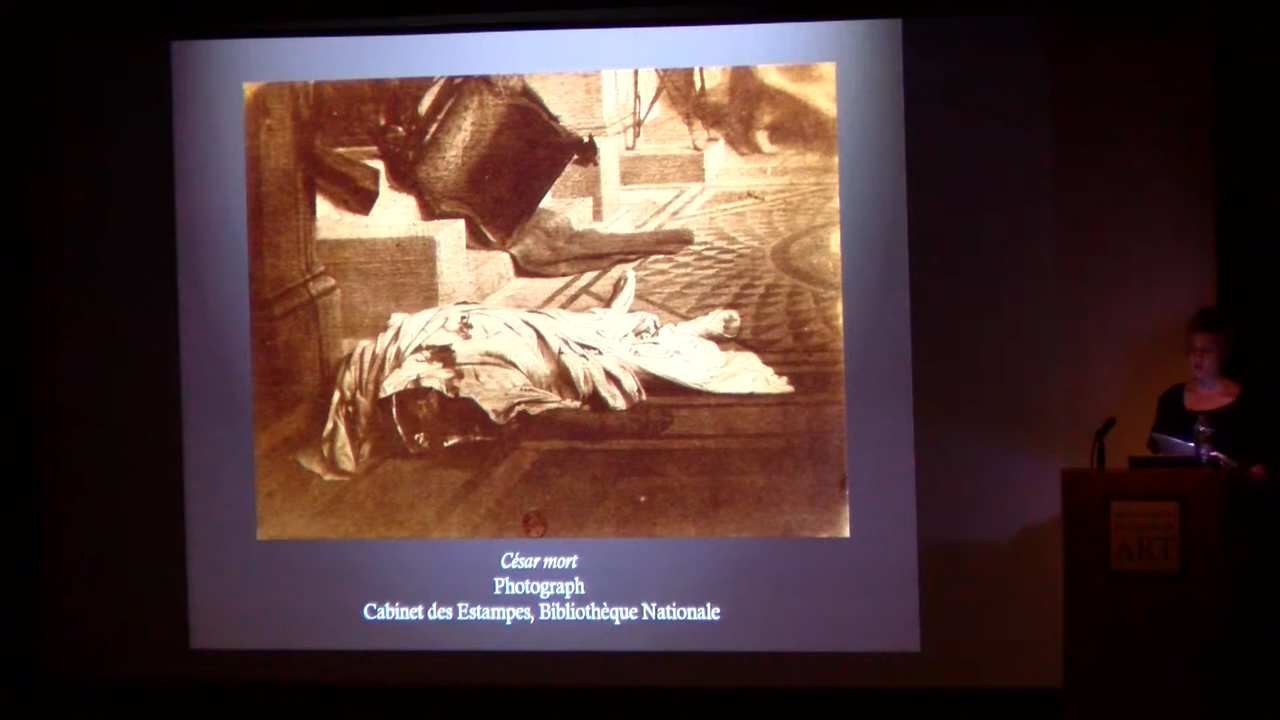 César mort
Photograph
Cabinet des Estampes, Bibliothèque Nationale
ART